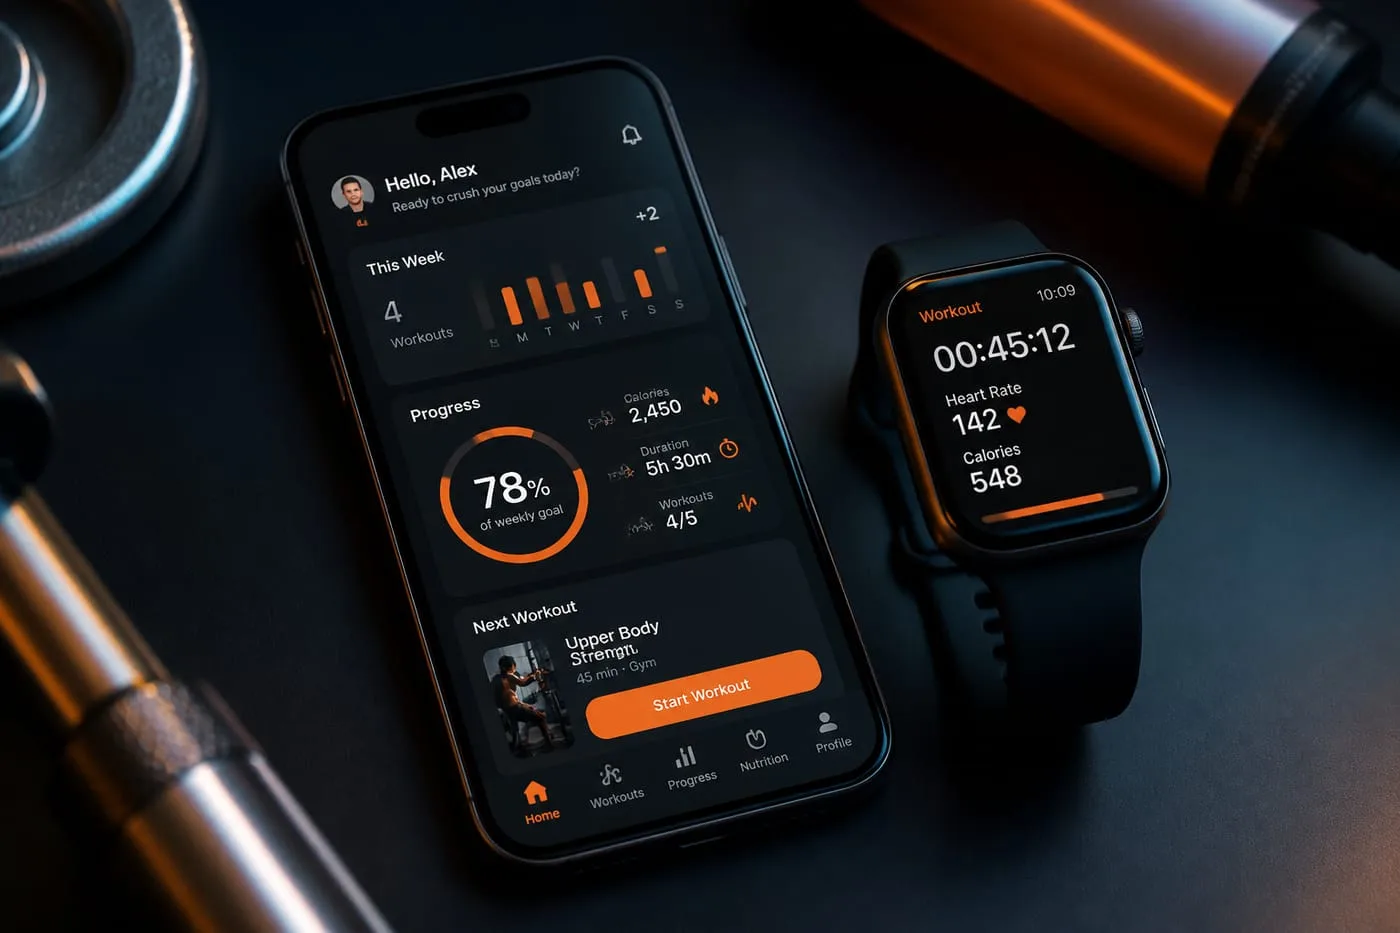 Hello, Alex
Ready to crush your goals today?
+2
This Week
4
Workouts
M T W T F S S
Progress
78%
of weekly goal
Calories
2,450
Duration
5h 30m
Workouts
4/5
Next Workout
Upper Body
45 min · Gym
Start Workout
Home
Workouts
Progress
Nutrition
Profile
Workout
10:09
00:45:12
Heart Rate
142
Calories
548